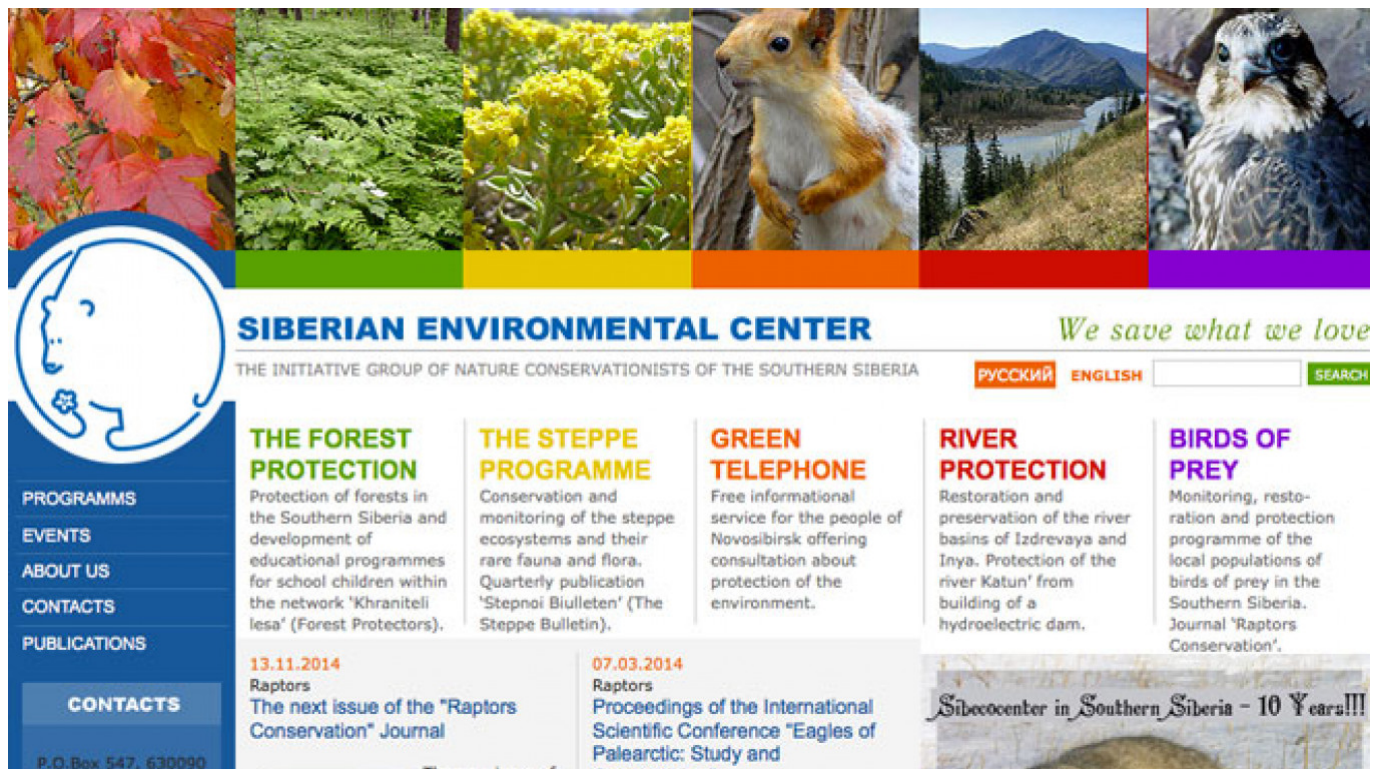 SIBERIAN ENVIRONMENTAL CENTER
We save what we love
THE INITIATIVE GROUP OF NATURE CONSERVATIONISTS OF THE SOUTHERN SIBERIA
РУССКИЙ ENGLISH SEARCH
PROGRAMMS
EVENTS
ABOUT US
CONTACTS
PUBLICATIONS
CONTACTS
P.O.Box 547, 630090
THE FOREST
PROTECTION
Protection of forests in
the Southern Siberia and
development of
educational programmes
for school children within
the network 'Khraniteli
lesa' (Forest Protectors).
THE STEPPE
PROGRAMME
Conservation and
monitoring of the steppe
ecosystems and their
rare fauna and flora.
Quarterly publication
'Stepnoi Biulleten' (The
Steppe Bulletin).
GREEN
TELEPHONE
Free informational
service for the people of
Novosibirsk offering
consultation about
protection of the
environment.
RIVER
PROTECTION
Restoration and
preservation of the river
basins of Izdrevaya and
Inya. Protection of the
river Katun' from
building of a
hydroelectric dam.
BIRDS OF
PREY
Monitoring, resto-
ration and protection
programme of the
local populations of
birds of prey in the
Southern Siberia.
Journal 'Raptors
Conservation'.
13.11.2014
Raptors
The next issue of the "Raptors
Conservation" Journal
07.03.2014
Raptors
Proceedings of the International
Scientific Conference "Eagles of
Palearctic: Study and
Sibecocenter in Southern Siberia - 10 Years!!!